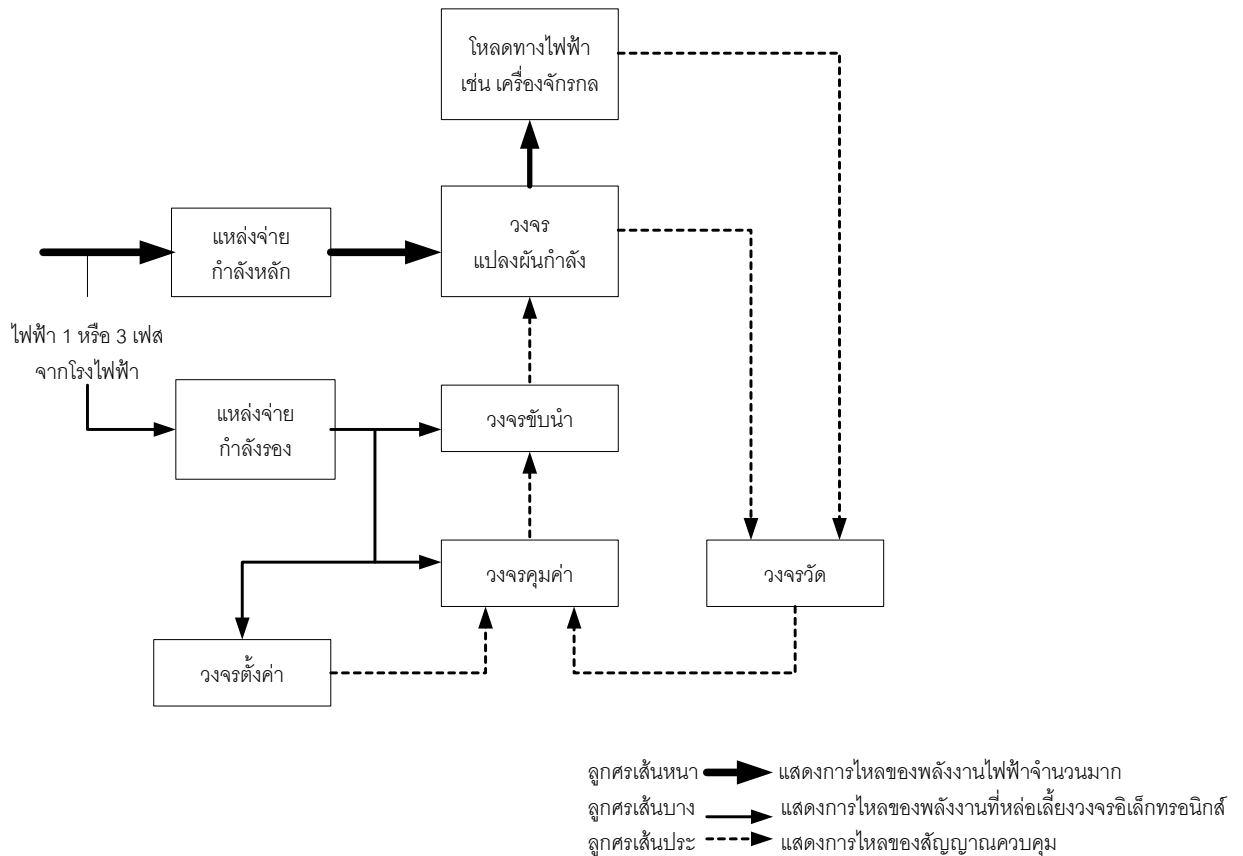 โหลดทางไฟฟ้า
เช่น เครื่องจักรกล
แหล่งจ่าย
กำลังหลัก
วงจร
แปลงผันกำลัง
ไฟฟ้า 1 หรือ 3 เฟส
จากโรงไฟฟ้า
แหล่งจ่าย
กำลังรอง
วงจรขับนำ
วงจรคุมค่า
วงจรวัด
วงจรตั้งค่า
ลูกศรเส้นหนา แสดงการไหลของพลังงานไฟฟ้าจำนวนมาก
ลูกศรเส้นบาง แสดงการไหลของพลังงานที่หล่อเลี้ยงวงจรอิเล็กทรอนิกส์
ลูกศรเส้นประ แสดงการไหลของสัญญาณควบคุม